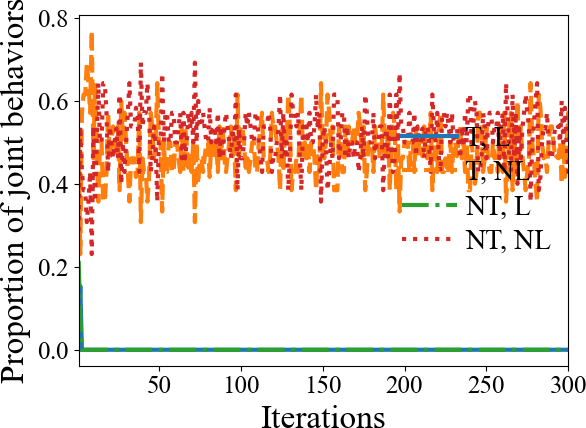 Proportion of joint behaviors
0.8
0.6
0.4
0.2
0.0
T, L
T, NL
NT, L
NT, NL
50
100
150
200
250
300
Iterations